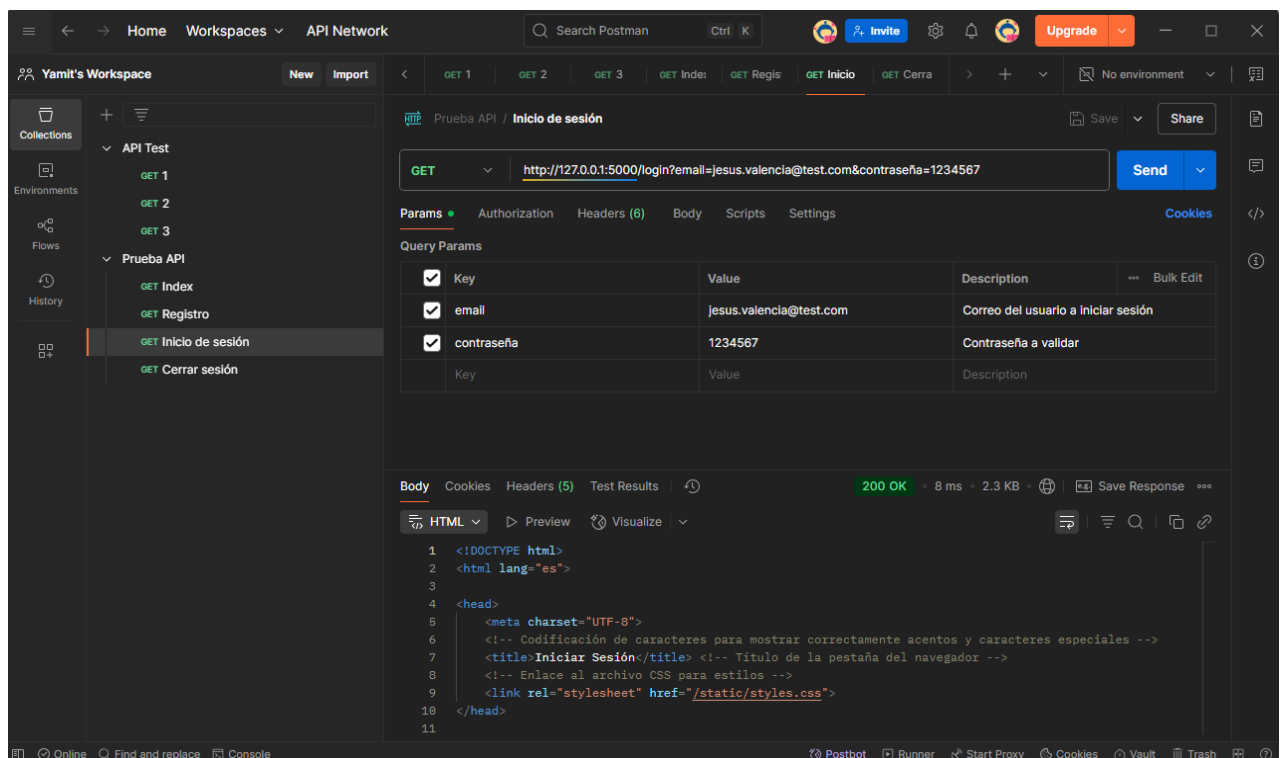 Home Workspaces API Network Search Postman Ctrl K Invite Upgrade
Yamit's Workspace New Import GET 1 GET 2 GET 3 GET Index GET Regis GET Inicio GET Cerra No environment
Collections
Environments
Flows
History
API Test
GET 1
GET 2
GET 3
Prueba API
GET Index
GET Registro
GET Inicio de sesión
GET Cerrar sesión
HTTP Prueba API / Inicio de sesión Save Share
GET http://127.0.0.1:5000/login?email=jesus.valencia@test.com&contraseña=1234567 Send
Params Authorization Headers (6) Body Scripts Settings Cookies
Query Params
Key Value Description Bulk Edit
email jesus.valencia@test.com Correo del usuario a iniciar sesión
contraseña 1234567 Contraseña a validar
Key Value Description
Body Cookies Headers (5) Test Results 200 OK 8 ms 2.3 KB e.g. Save Response
HTML Preview Visualize
1 <!DOCTYPE html>
2 <html lang="es">
3
4 <head>
5 <meta charset="UTF-8">
6 <!-- Codificación de caracteres para mostrar correctamente acentos y caracteres especiales -->
7 <title>Iniciar Sesión</title> <!-- Título de la pestaña del navegador -->
8 <!-- Enlace al archivo CSS para estilos -->
9 <link rel="stylesheet" href="/static/styles.css">
10 </head>
11
Online Find and replace Console Postbot Runner Start Proxy Cookies Vault Trash